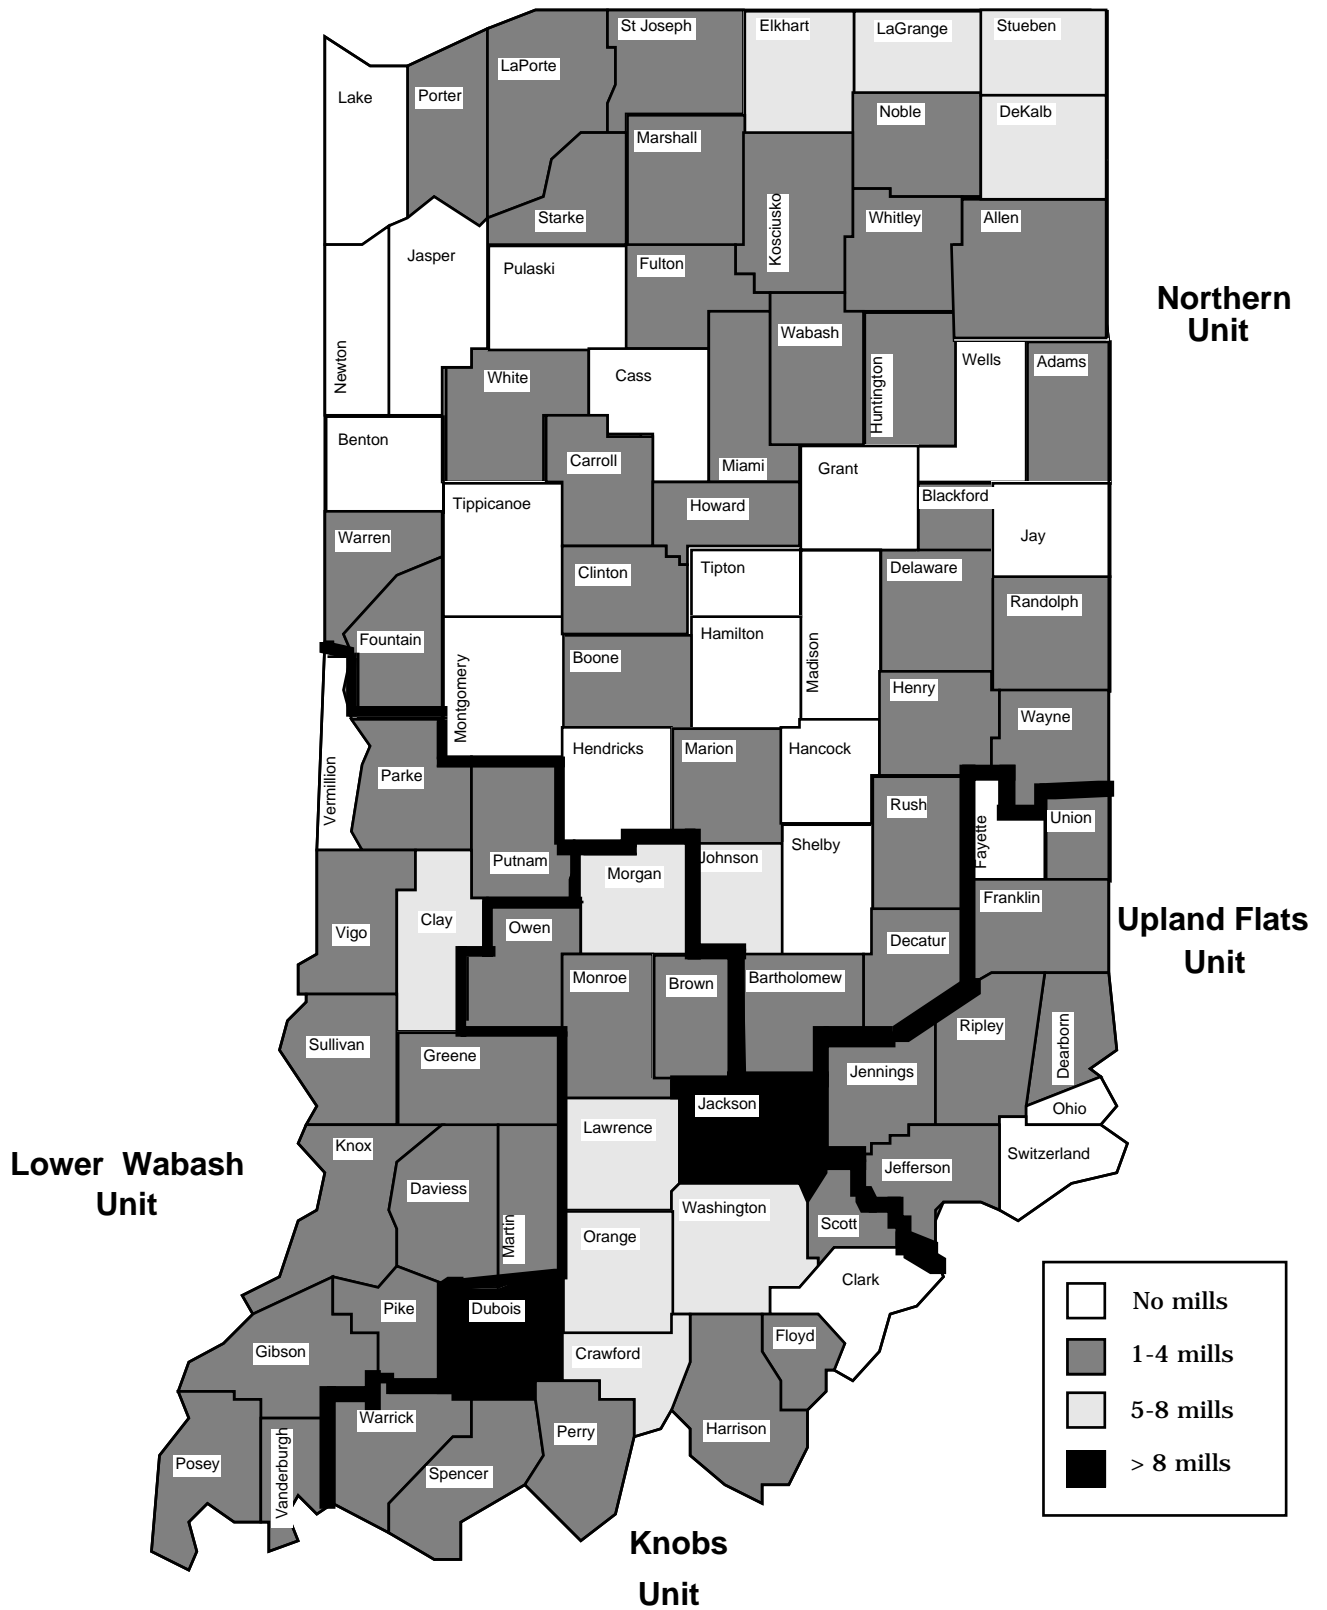 St Joseph
Elkhart
LaGrange
Stueben
LaPorte
Lake
Porter
Noble
DeKalb
Marshall
Starke
Kosciusko
Whitley
Allen
Jasper
Pulaski
Fulton
Northern
Unit
Newton
Wabash
White
Cass
Huntington
Wells
Adams
Benton
Carroll
Miami
Grant
Tippicanoe
Howard
Blackford
Jay
Warren
Clinton
Tipton
Delaware
Randolph
Fountain
Hamilton
Madison
Boone
Montgomery
Henry
Wayne
Hendricks
Marion
Hancock
Vermillion
Parke
Rush
Fayette
Union
Putnam
Morgan
Johnson
Shelby
Franklin
Clay
Vigo
Owen
Decatur
Upland Flats
Unit
Monroe
Brown
Bartholomew
Sullivan
Greene
Ripley
Dearborn
Jennings
Jackson
Ohio
Lawrence
Knox
Lower Wabash
Unit
Daviess
Martin
Jefferson
Switzerland
Washington
Scott
Orange
Clark
Pike
Dubois
Gibson
Crawford
Floyd
Warrick
Perry
Harrison
Posey
Vanderburgh
Spencer
No mills
1-4 mills
5-8 mills
> 8 mills
Knobs
Unit